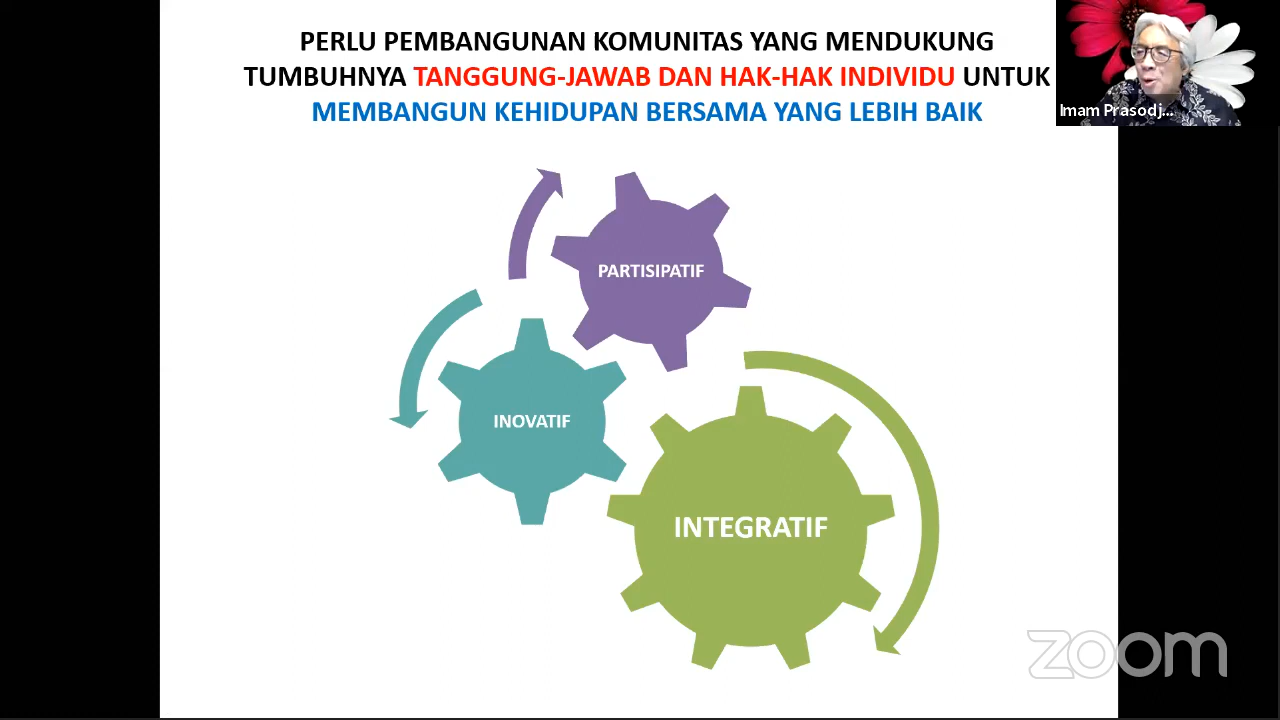 PERLU PEMBANGUNAN KOMUNITAS YANG MENDUKUNG
TUMBUHNYA TANGGUNG-JAWAB DAN HAK-HAK INDIVIDU UNTUK
MEMBANGUN KEHIDUPAN BERSAMA YANG LEBIH BAIK
Imam Prasodj...
PARTISIPATIF
INOVATIF
INTEGRATIF
zoom